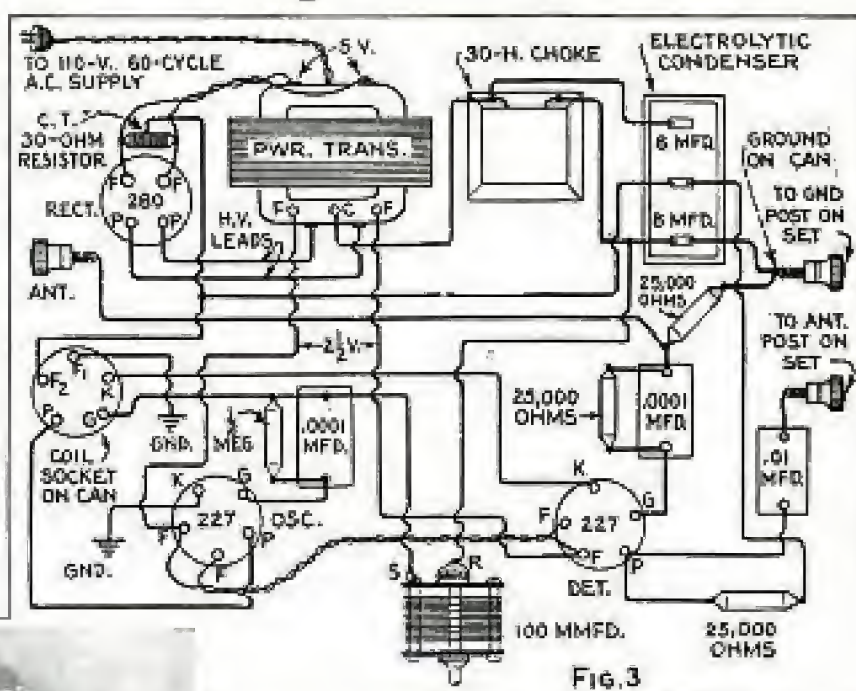 5 V.
30-H. CHOKE
ELECTROLYTIC
CONDENSER
TO 110-V. 60-CYCLE
A.C. SUPPLY
C.T.
30-OHM
RESISTOR
PWR. TRANS.
8 MFD.
8 MFD.
GROUND
ON CAN
TO GND
POST ON
SET
F
F
280
P
P
RECT.
F
C
F
H.V.
LEADS
ANT.
25,000
OHMS
TO ANT.
POST ON
SET
2½ V.
F1
F2
K
P
G
COIL
SOCKET
ON CAN
GND.
½
MEG
.0001
MFD.
25,000
OHMS
.0001
MFD.
.01
MFD
K
G
F
227
P
F
OSC.
GND.
K
G
F
227
F
P
DET.
S
R
100 MMFD.
25,000
OHMS
FIG. 3